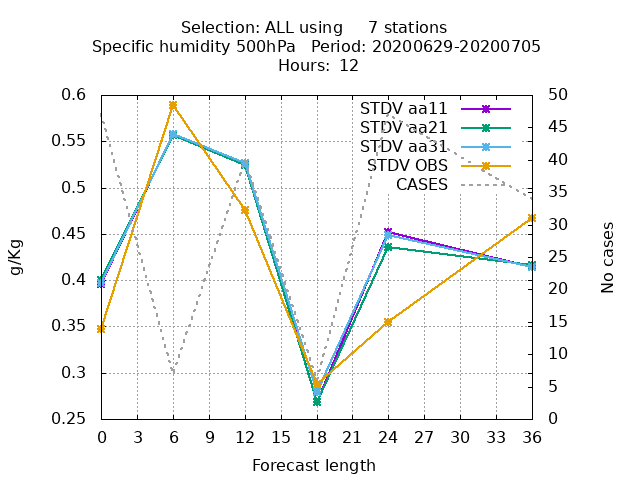 Selection: ALL using     7 stations
Specific humidity 500hPa   Period: 20200629-20200705
Hours: 12
0.6
0.55
0.5
0.45
0.4
0.35
0.3
0.25
g/Kg
STDV aa11
STDV aa21
STDV aa31
STDV OBS
CASES
50
45
40
35
30
25
20
15
10
5
0
No cases
0 3 6 9 12 15 18 21 24 27 30 33 36
Forecast length